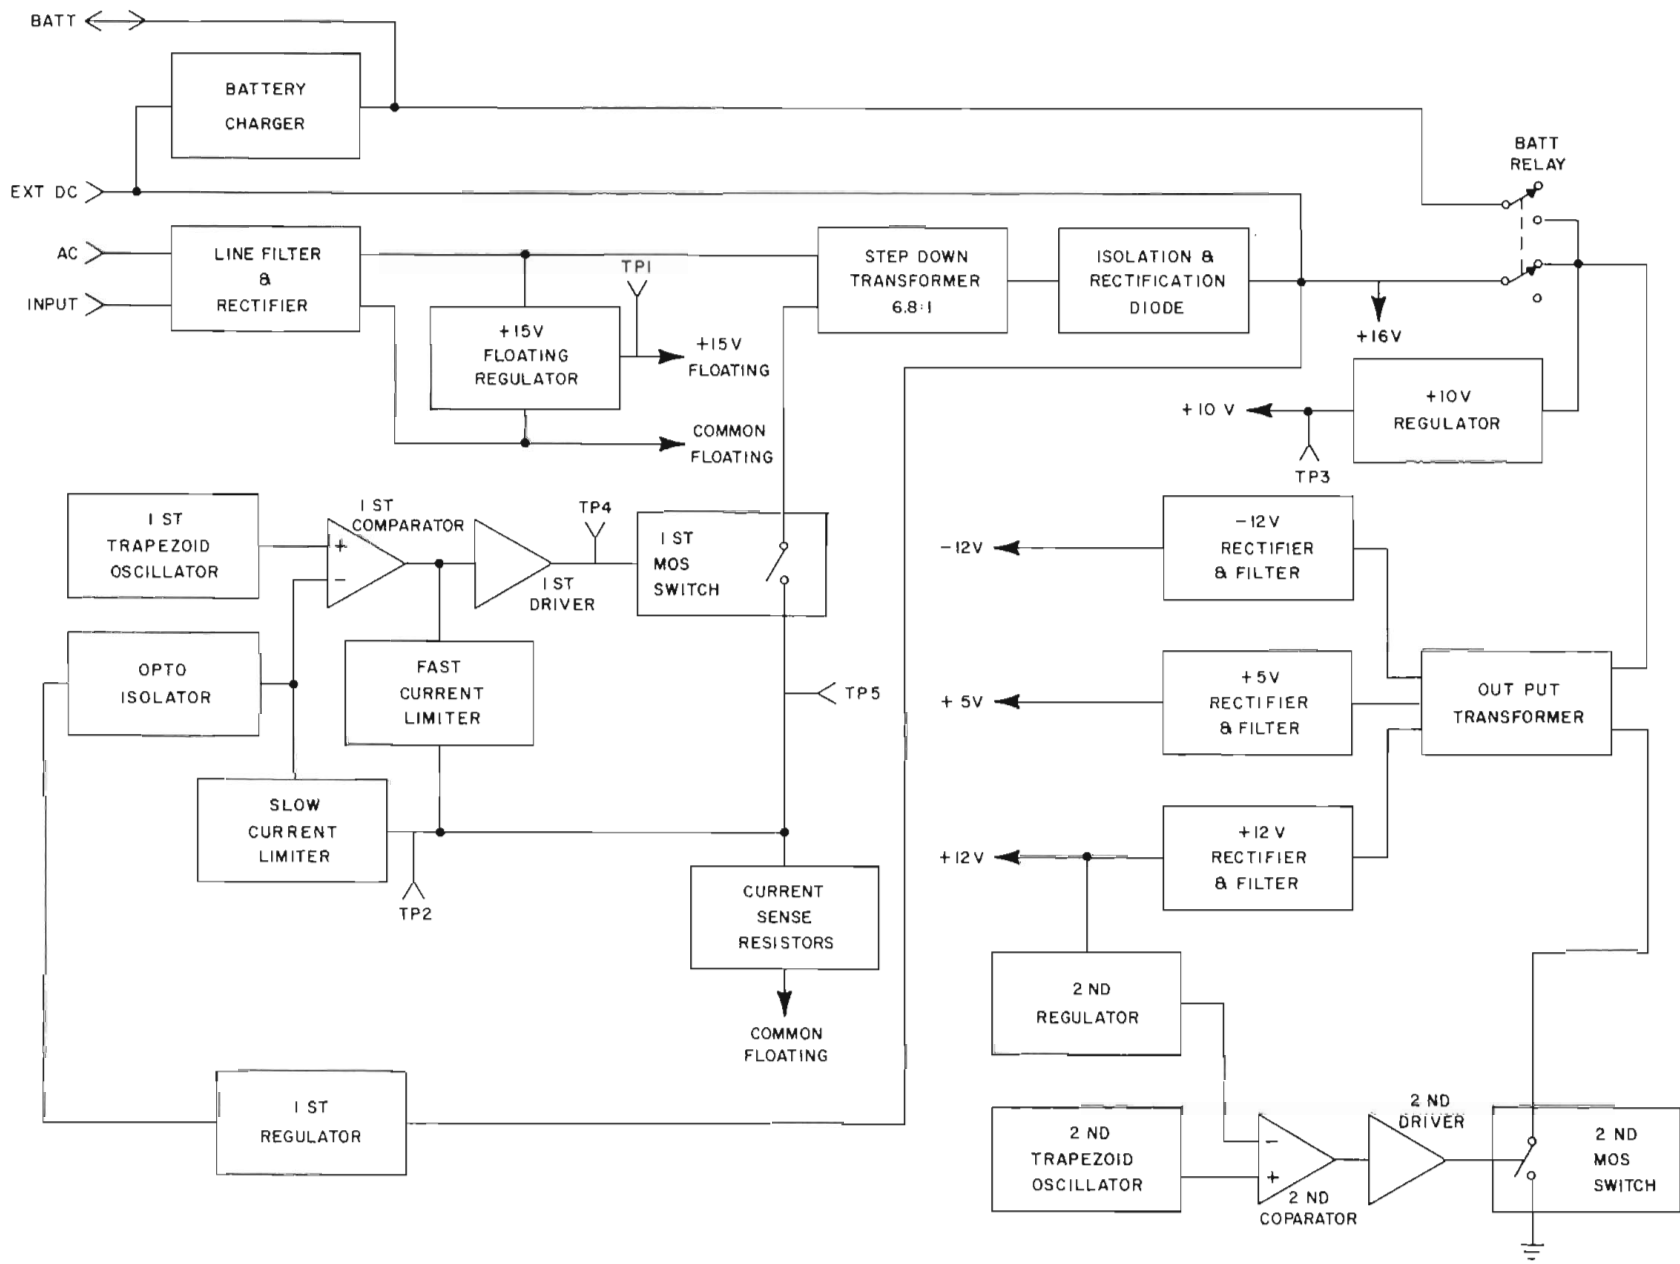 BATT
BATTERY
CHARGER
BATT
RELAY
EXT DC
AC
INPUT
LINE FILTER
&
RECTIFIER
TP1
+15V
FLOATING
REGULATOR
+15V
FLOATING
COMMON
FLOATING
STEP DOWN
TRANSFORMER
6.8:1
ISOLATION &
RECTIFICATION
DIODE
+16V
+10V
REGULATOR
+10 V
TP3
1 ST
TRAPEZOID
OSCILLATOR
1 ST
COMPARATOR
+
−
1 ST
DRIVER
TP4
1 ST
MOS
SWITCH
-12V
RECTIFIER
& FILTER
-12V
OPTO
ISOLATOR
FAST
CURRENT
LIMITER
TP5
+5V
RECTIFIER
& FILTER
+ 5V
OUT PUT
TRANSFORMER
SLOW
CURRENT
LIMITER
TP2
CURRENT
SENSE
RESISTORS
COMMON
FLOATING
+12 V
RECTIFIER
& FILTER
+12V
2 ND
REGULATOR
1 ST
REGULATOR
2 ND
TRAPEZOID
OSCILLATOR
−
+
2 ND
COPARATOR
2 ND
DRIVER
2 ND
MOS
SWITCH